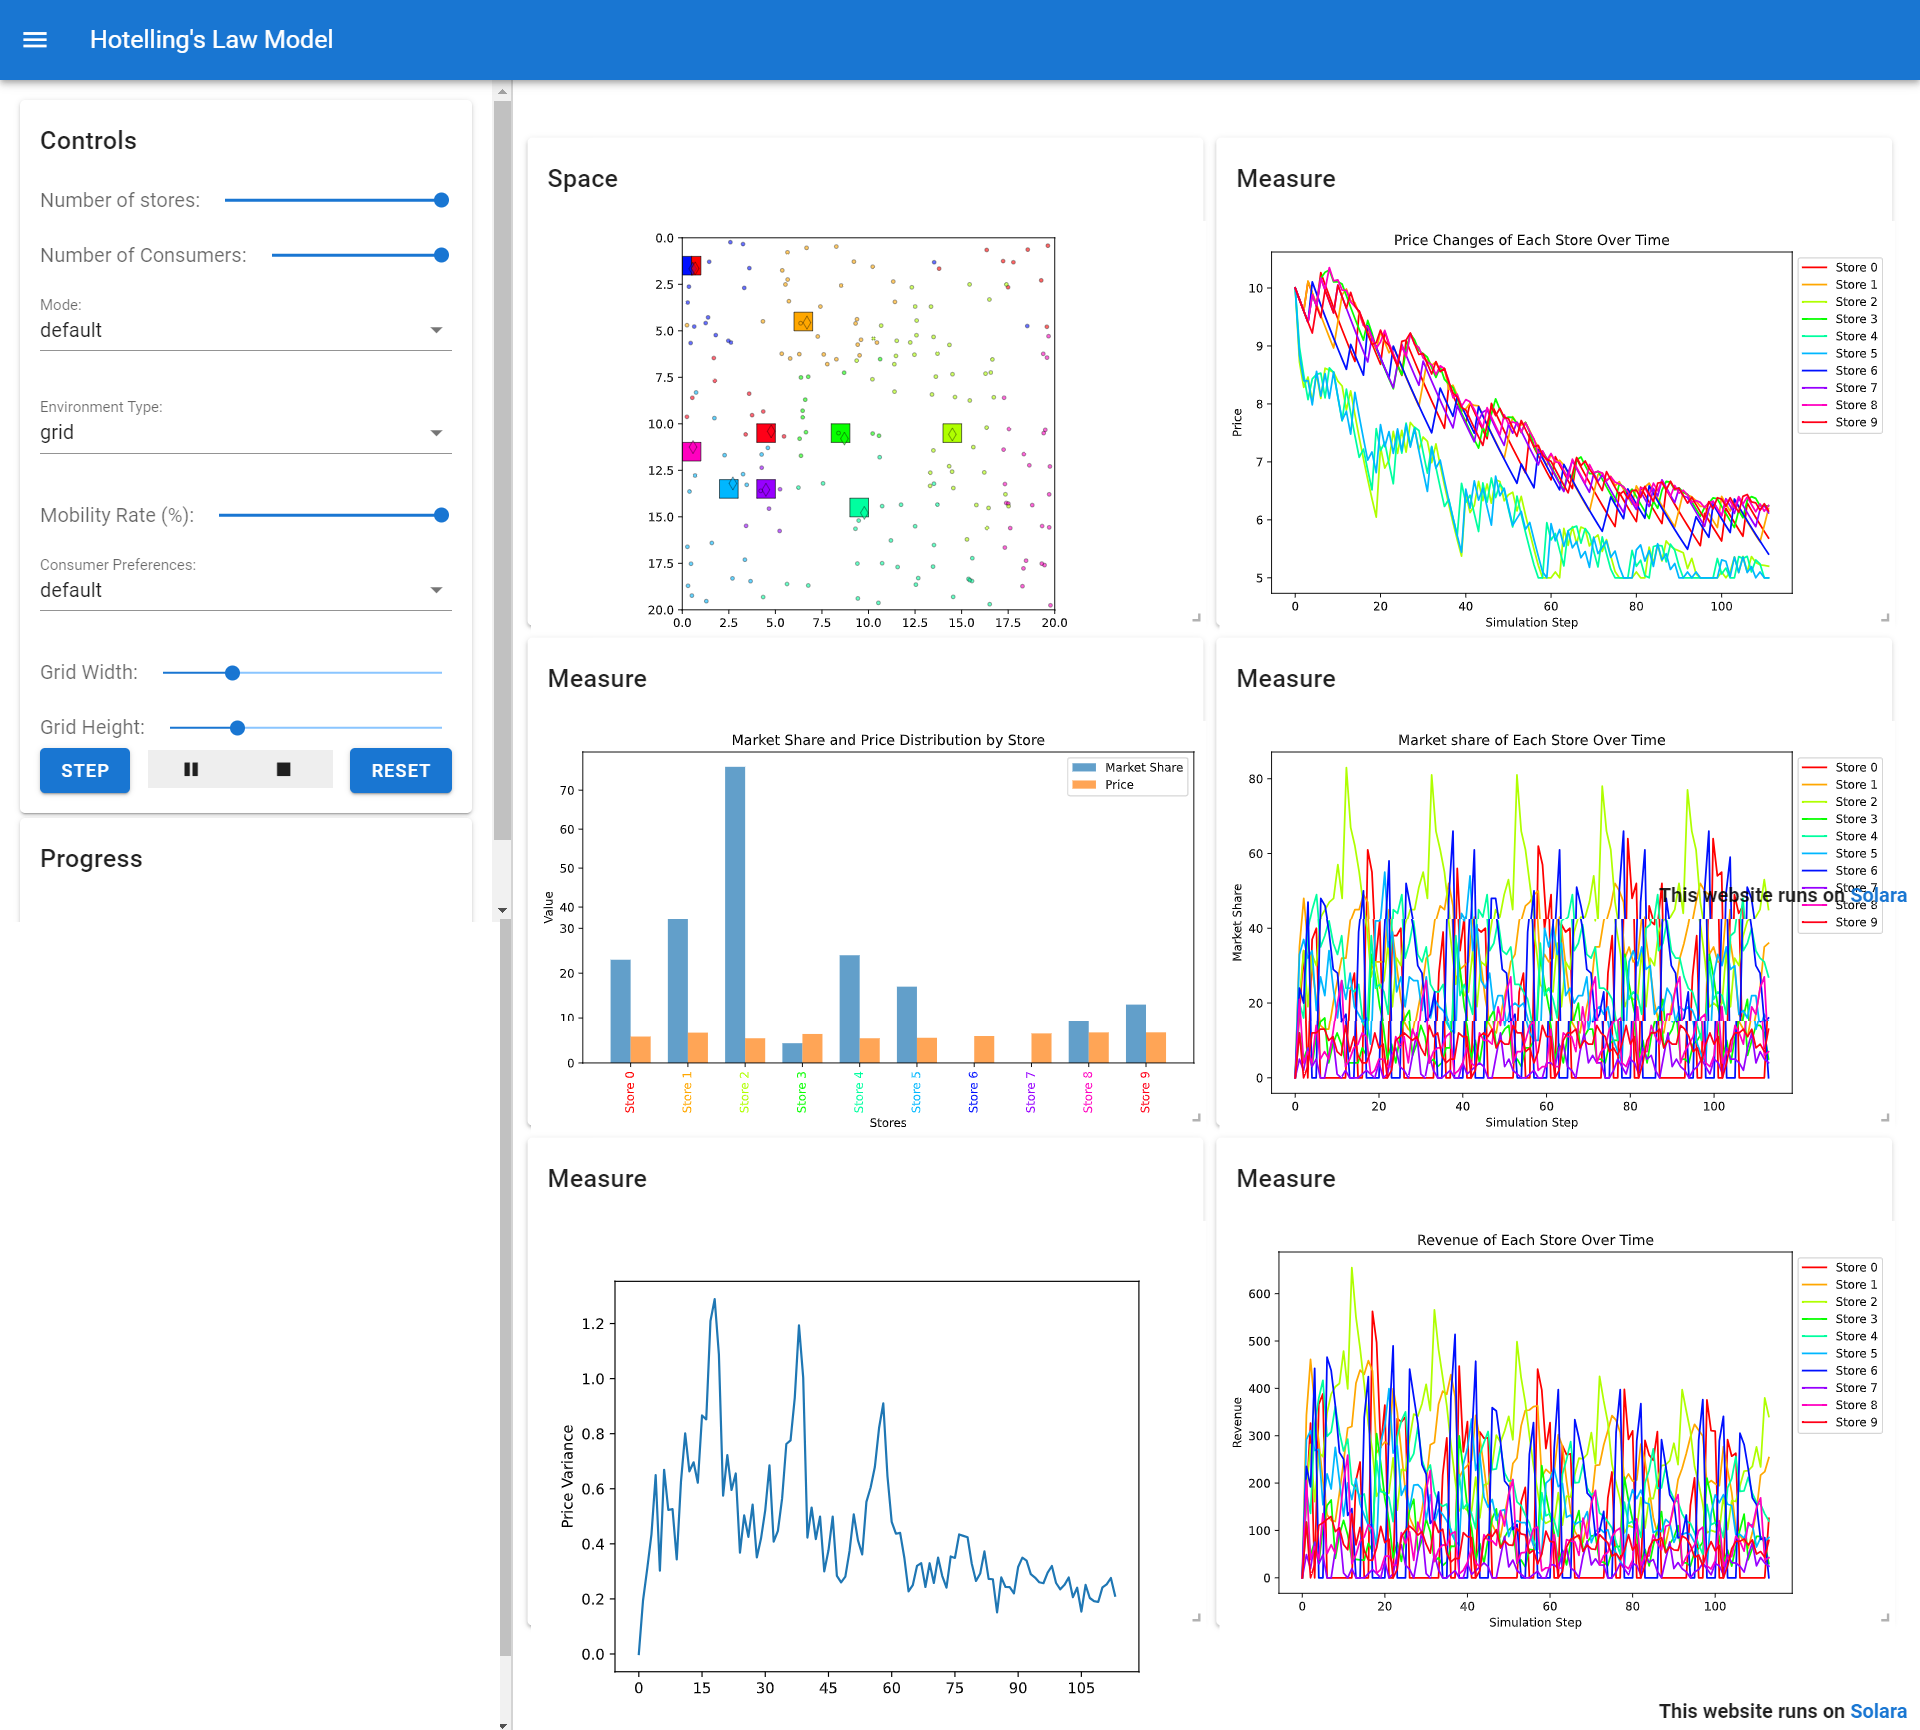 Hotelling's Law Model
Controls
Number of stores:
Number of Consumers:
Mode:
default
Environment Type:
grid
Mobility Rate (%):
Consumer Preferences:
default
Grid Width:
Grid Height:
STEP
RESET
Progress
Space
0.0
2.5
5.0
7.5
10.0
12.5
15.0
17.5
20.0
0.0 2.5 5.0 7.5 10.0 12.5 15.0 17.5 20.0
Measure
Price Changes of Each Store Over Time
Price
10
9
8
7
6
5
0 20 40 60 80 100
Simulation Step
Store 0
Store 1
Store 2
Store 3
Store 4
Store 5
Store 6
Store 7
Store 8
Store 9
Measure
Market Share and Price Distribution by Store
Market Share
Price
Value
70
60
50
40
30
20
10
0
Store 0 Store 1 Store 2 Store 3 Store 4 Store 5 Store 6 Store 7 Store 8 Store 9
Stores
Measure
Market share of Each Store Over Time
Market Share
80
60
40
20
0
0 20 40 60 80 100
Simulation Step
Store 0
Store 1
Store 2
Store 3
Store 4
Store 5
Store 6
Store 7
Store 8
Store 9
This website runs on Solara
Measure
Price Variance
1.2
1.0
0.8
0.6
0.4
0.2
0.0
0 15 30 45 60 75 90 105
Measure
Revenue of Each Store Over Time
Revenue
600
500
400
300
200
100
0
0 20 40 60 80 100
Simulation Step
Store 0
Store 1
Store 2
Store 3
Store 4
Store 5
Store 6
Store 7
Store 8
Store 9
This website runs on Solara